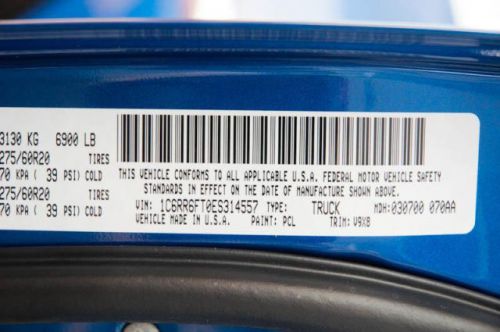 3130 KG 6900 LB
275/60R20 TIRES
70 KPA ( 39 PSI) COLD
275/60R20 TIRES
70 KPA ( 39 PSI) COLD
THIS VEHICLE CONFORMS TO ALL APPLICABLE U.S.A. FEDERAL MOTOR VEHICLE SAFETY
STANDARDS IN EFFECT ON THE DATE OF MANUFACTURE SHOWN ABOVE.
VIN: 1C6RR6FT0ES314557 TYPE: TRUCK MDH: 030700 070AA
VEHICLE MADE IN U.S.A. PAINT: PCL TRIM: V9X8